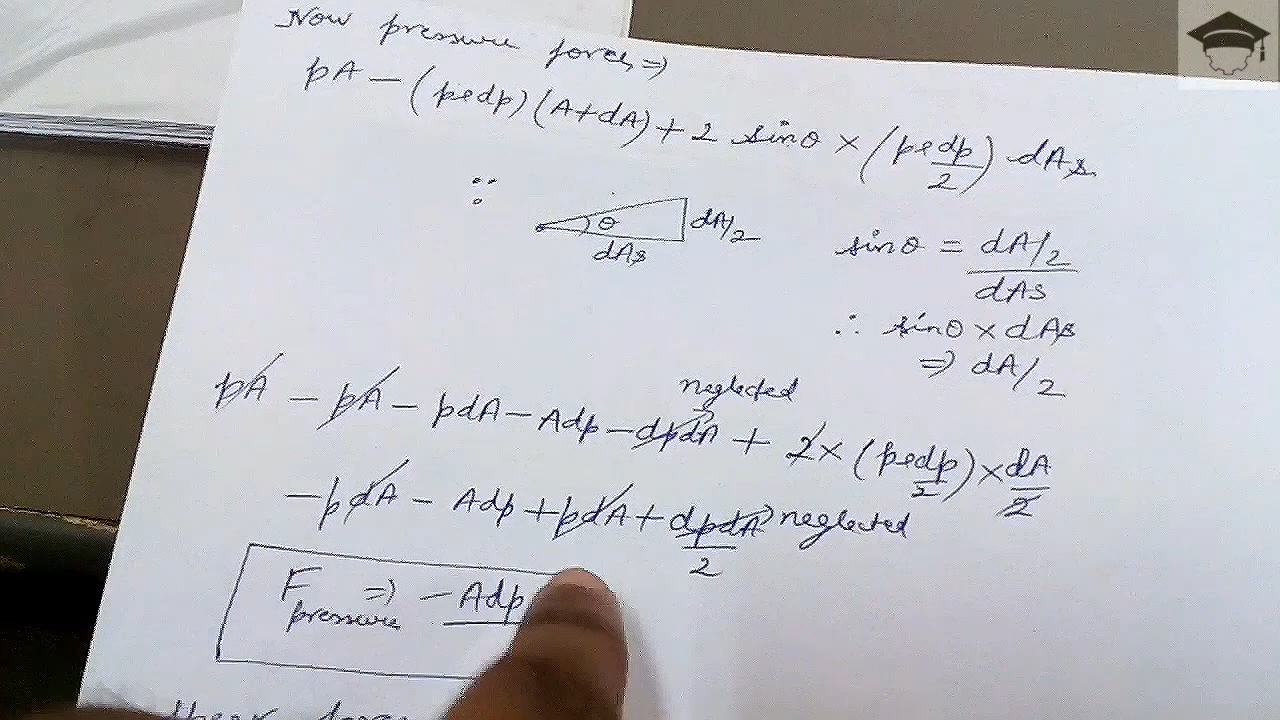 Now pressure forces ⇒
pA − (p+dp)(A+dA) + 2 sinθ × (p+dp/2) dAs
∵
θ
dA/2
dAs
sinθ = dA/2 / dAs
∴ sinθ × dAs
⇒ dA/2
neglected
pA − pA − pdA − Adp − dpdA + 2 × (p+dp/2) × dA/2
− pdA − Adp + pdA + dpdA/2 ⇒ neglected
F pressure ⇒ − Adp